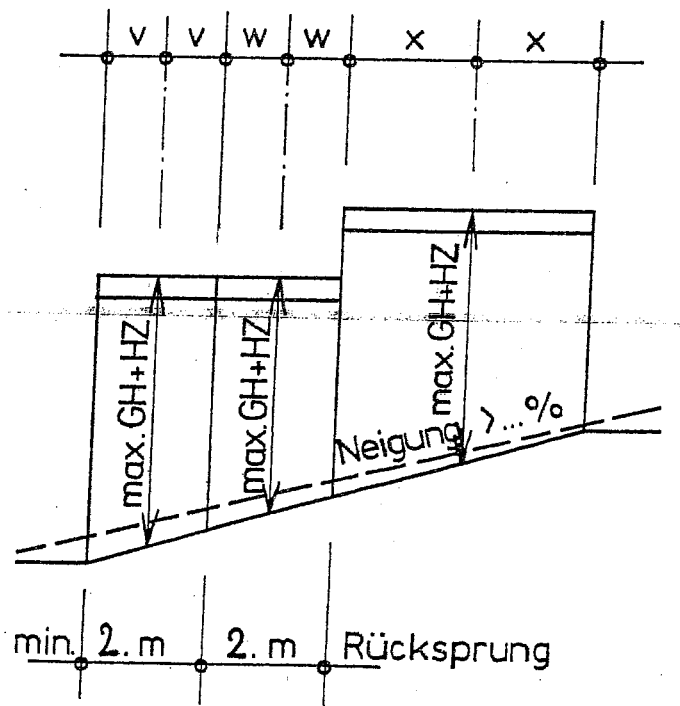 v v w w x x
max.GH+HZ
max.GH+HZ
max.GH+HZ
Neigung >...%
min. 2. m 2. m Rücksprung